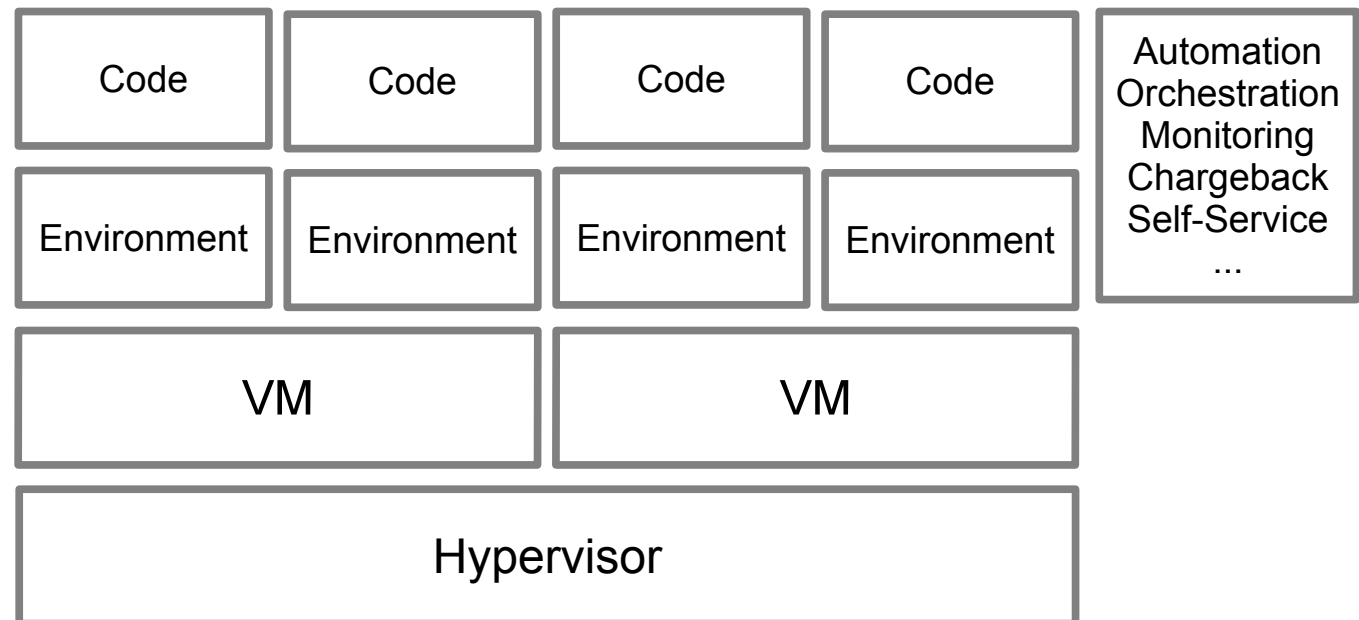 Code
Code
Code
Code
Automation
Orchestration
Monitoring
Chargeback
Self-Service
...
Environment
Environment
Environment
Environment
VM
VM
Hypervisor